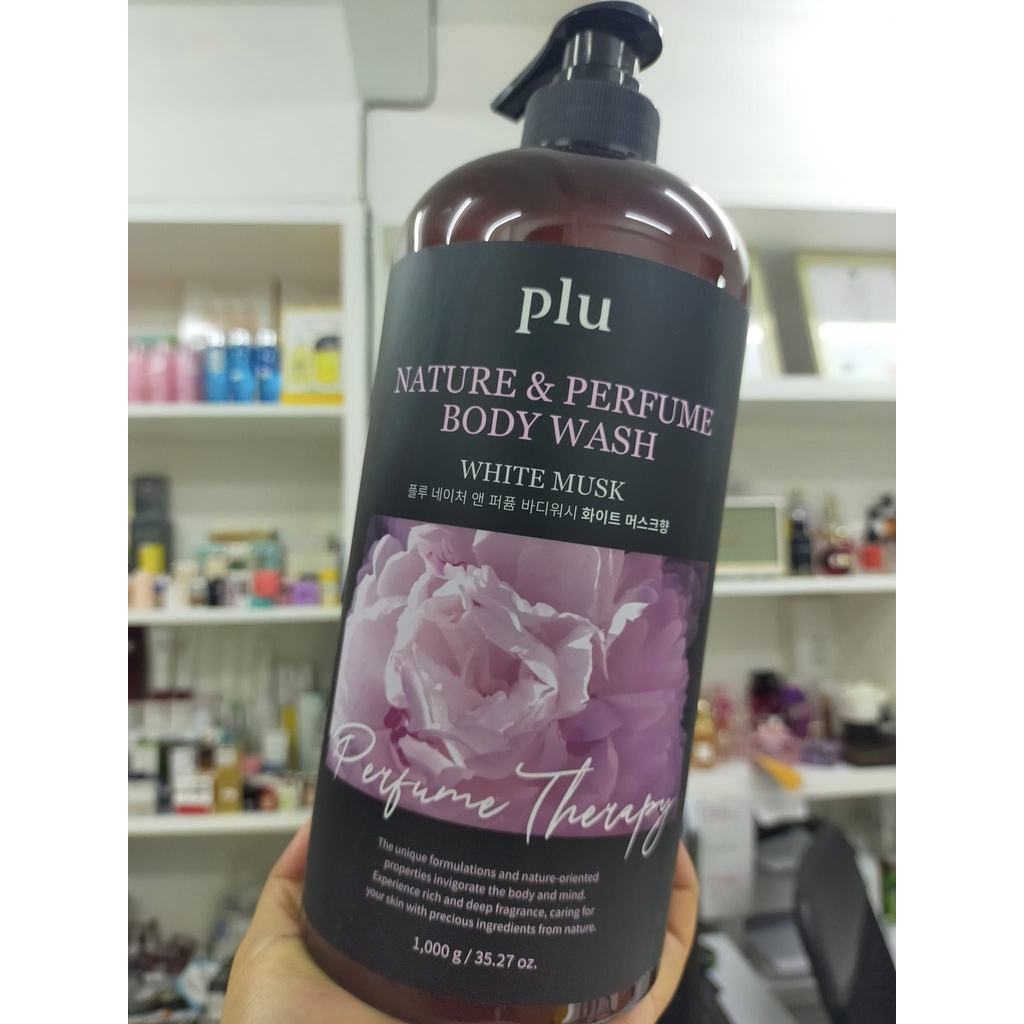 plu
NATURE & PERFUME
BODY WASH
WHITE MUSK
플루 네이처 앤 퍼퓸 바디워시 화이트 머스크향
Perfume Therapy
The unique formulations and nature-oriented
properties invigorate the body and mind.
Experience rich and deep fragrance, caring for
your skin with precious ingredients from nature.
1,000 g / 35.27 oz.